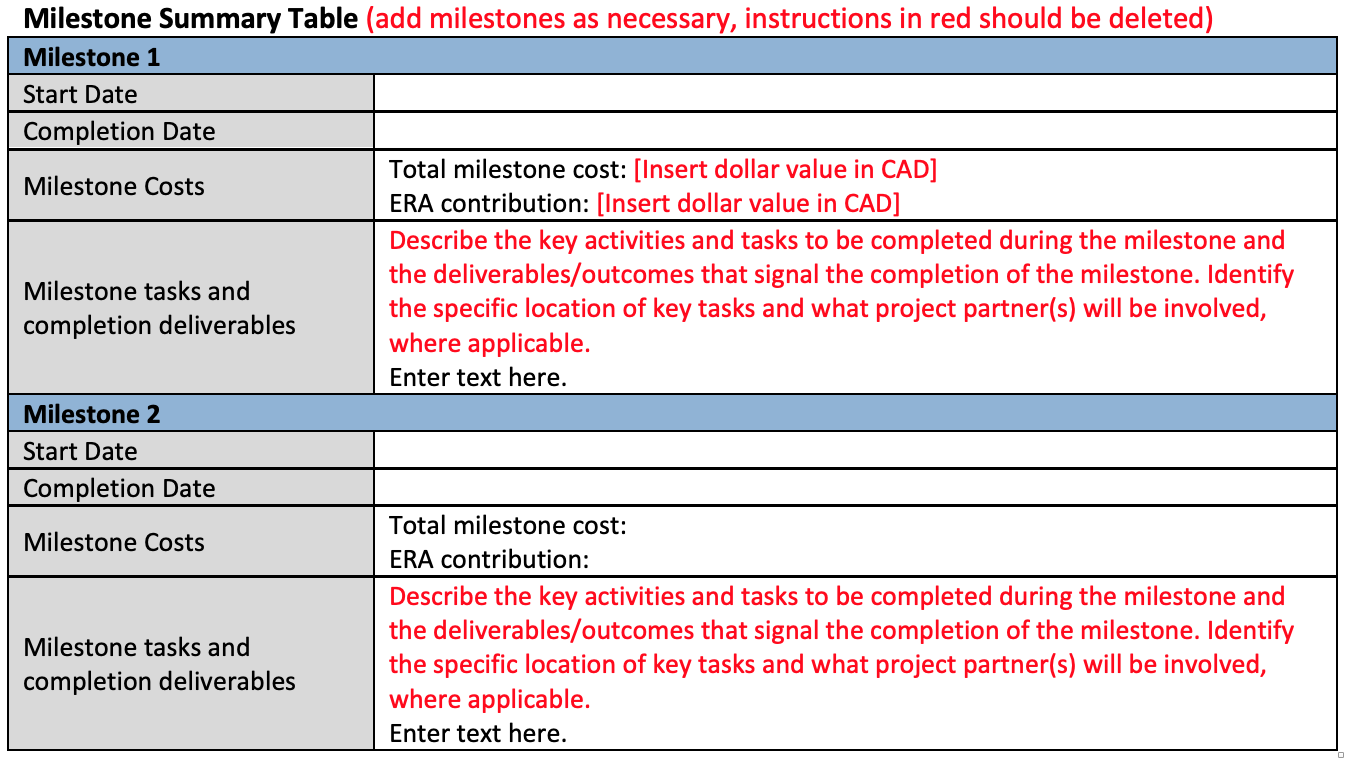 Milestone Summary Table (add milestones as necessary, instructions in red should be deleted)
Milestone 1
Start Date
Completion Date
Milestone Costs
Total milestone cost: [Insert dollar value in CAD]
ERA contribution: [Insert dollar value in CAD]
Milestone tasks and
completion deliverables
Describe the key activities and tasks to be completed during the milestone and
the deliverables/outcomes that signal the completion of the milestone. Identify
the specific location of key tasks and what project partner(s) will be involved,
where applicable.
Enter text here.
Milestone 2
Start Date
Completion Date
Milestone Costs
Total milestone cost:
ERA contribution:
Milestone tasks and
completion deliverables
Describe the key activities and tasks to be completed during the milestone and
the deliverables/outcomes that signal the completion of the milestone. Identify
the specific location of key tasks and what project partner(s) will be involved,
where applicable.
Enter text here.